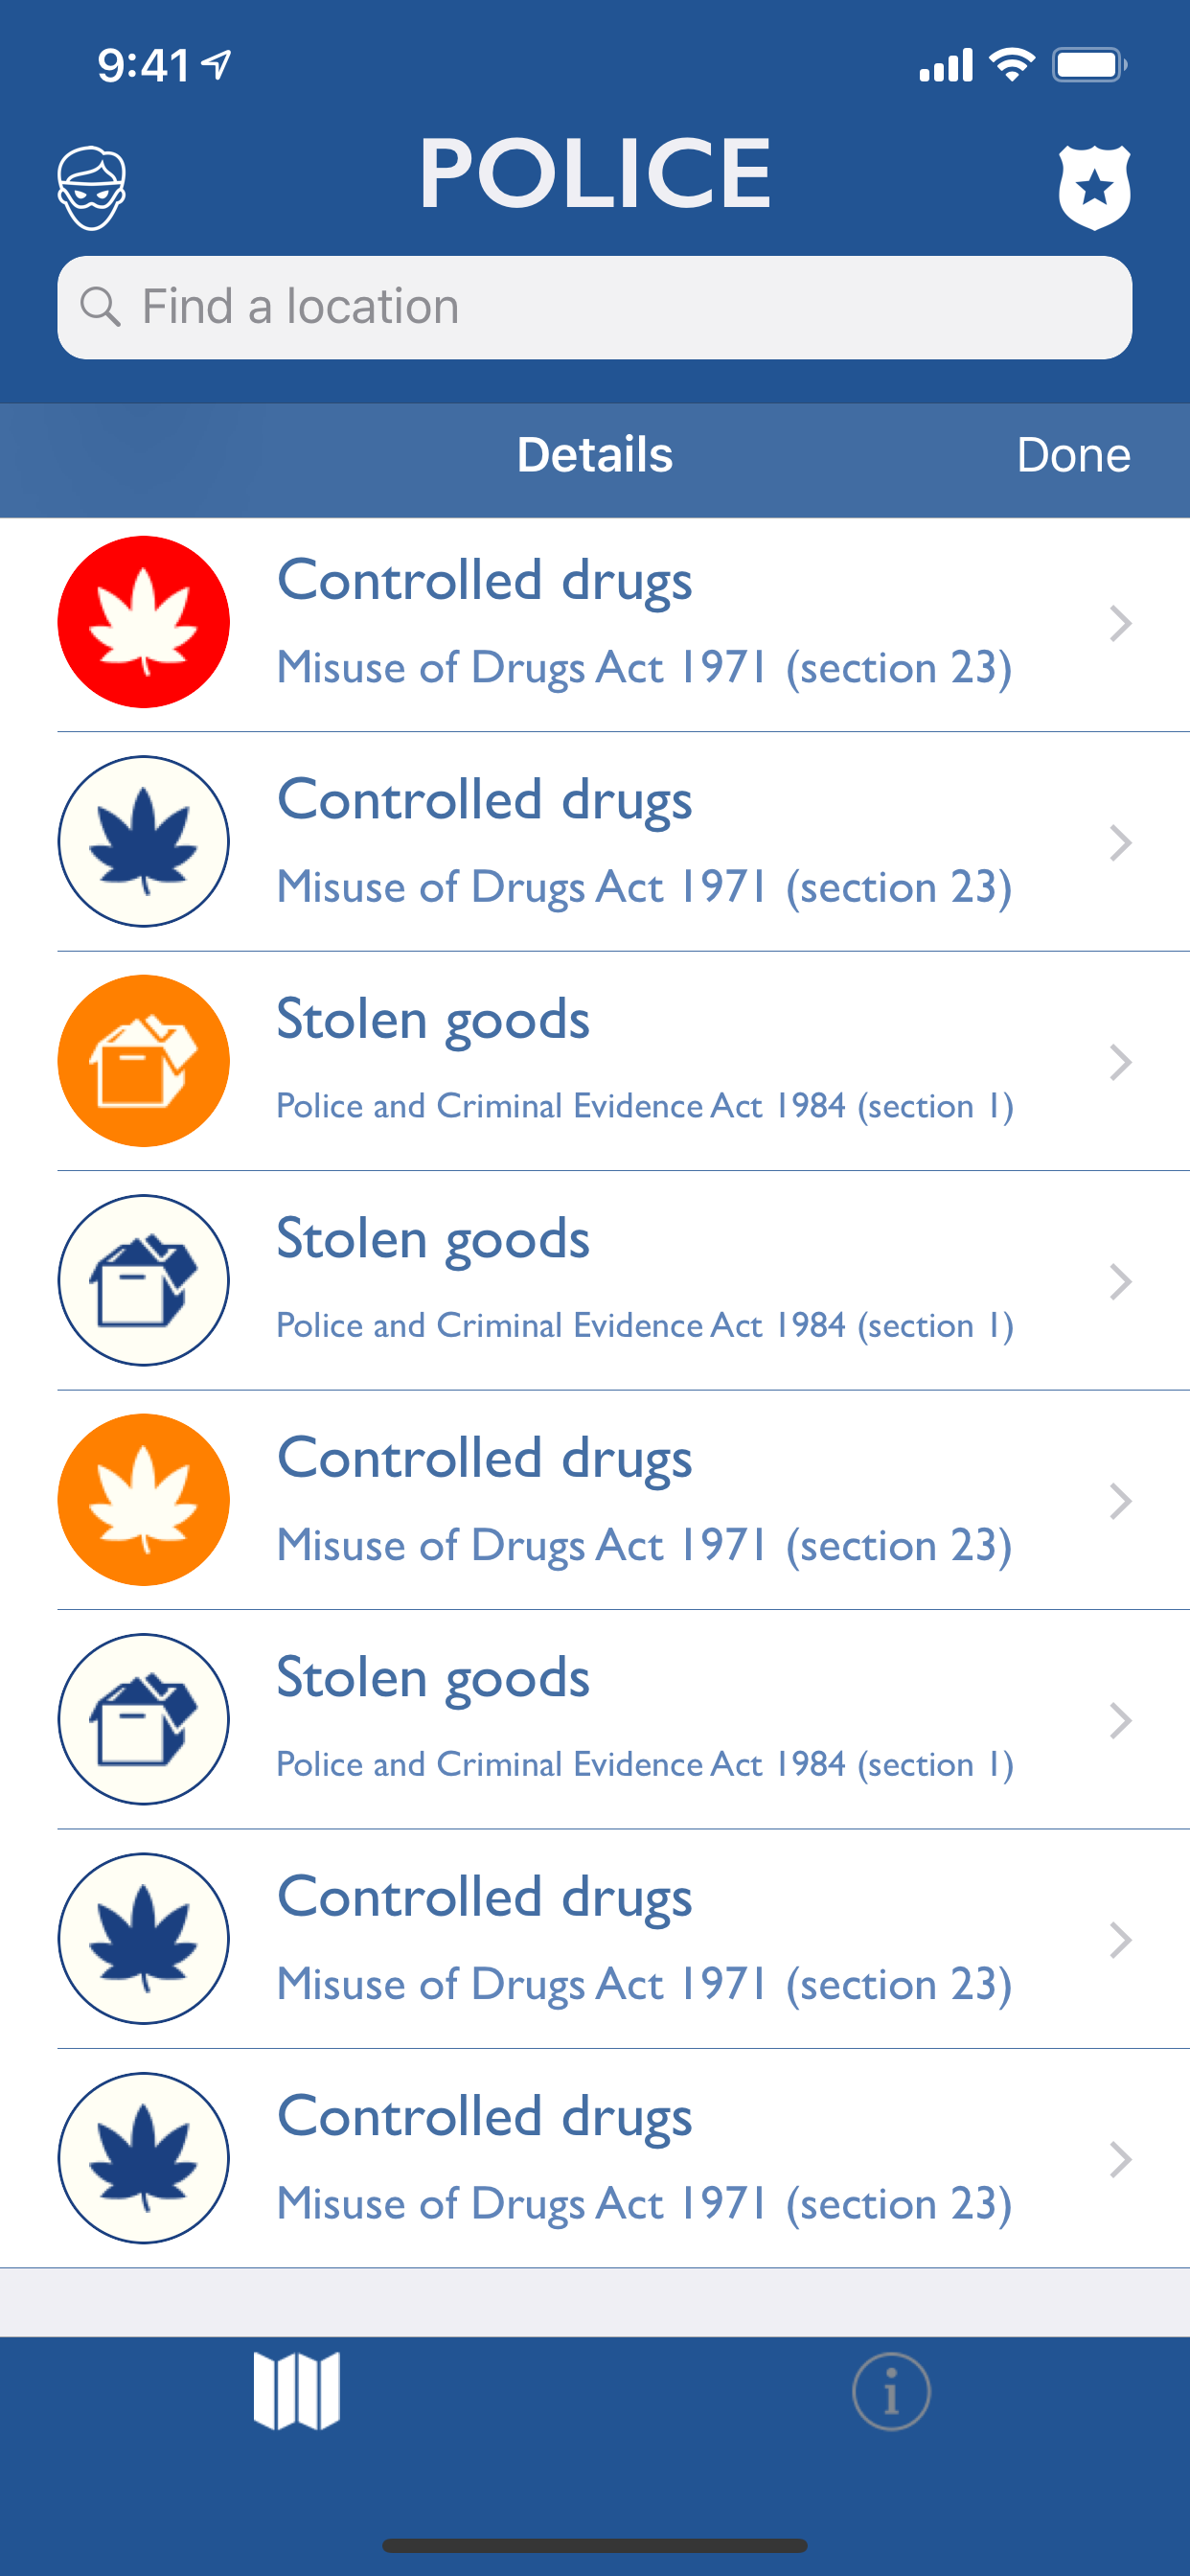 9:41
POLICE
Find a location
Details
Done
Controlled drugs
Misuse of Drugs Act 1971 (section 23)
Controlled drugs
Misuse of Drugs Act 1971 (section 23)
Stolen goods
Police and Criminal Evidence Act 1984 (section 1)
Stolen goods
Police and Criminal Evidence Act 1984 (section 1)
Controlled drugs
Misuse of Drugs Act 1971 (section 23)
Stolen goods
Police and Criminal Evidence Act 1984 (section 1)
Controlled drugs
Misuse of Drugs Act 1971 (section 23)
Controlled drugs
Misuse of Drugs Act 1971 (section 23)